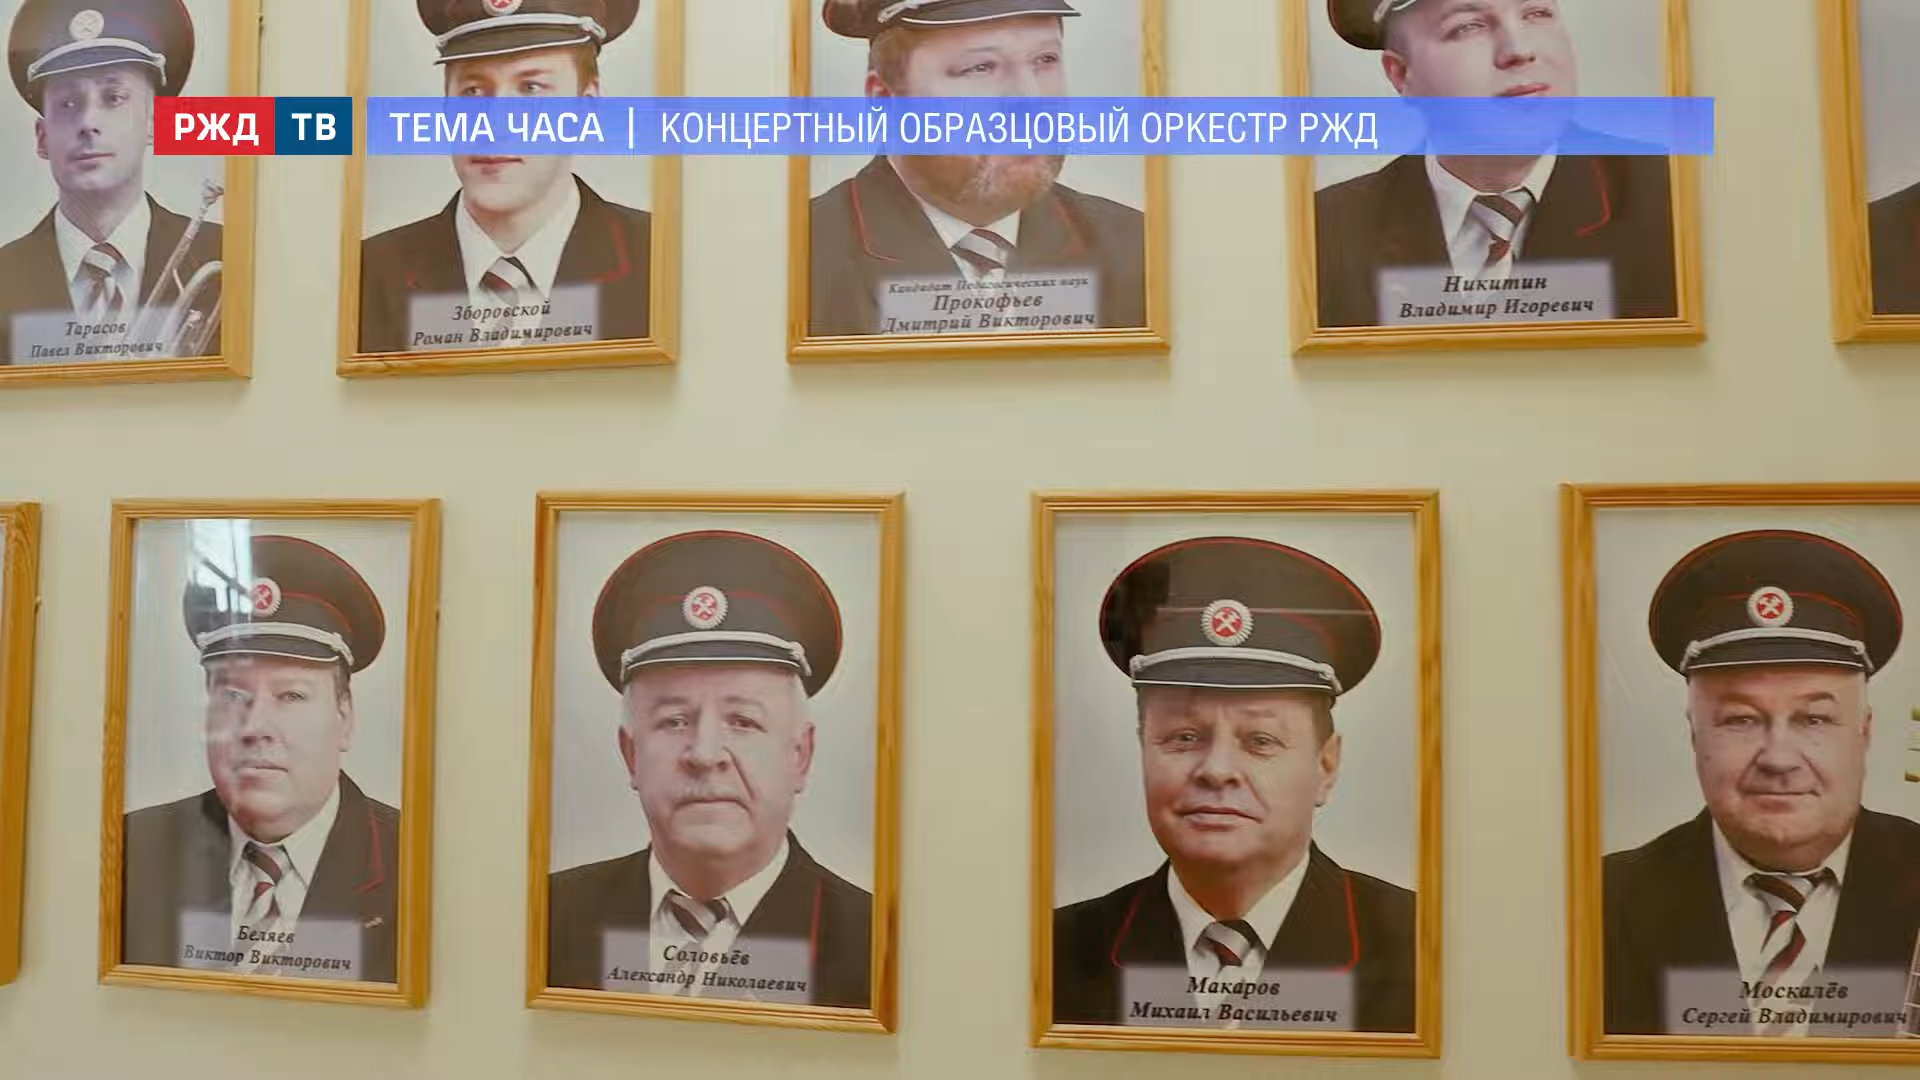 РЖД ТВ ТЕМА ЧАСА | КОНЦЕРТНЫЙ ОБРАЗЦОВЫЙ ОРКЕСТР РЖД
Тарасов
Павел Викторович
Зборовской
Роман Владимирович
Кандидат Педагогических наук
Прокофьев
Дмитрий Викторович
Никитин
Владимир Игоревич
Беляев
Виктор Викторович
Соловьёв
Александр Николаевич
Макаров
Михаил Васильевич
Москалёв
Сергей Владимирович